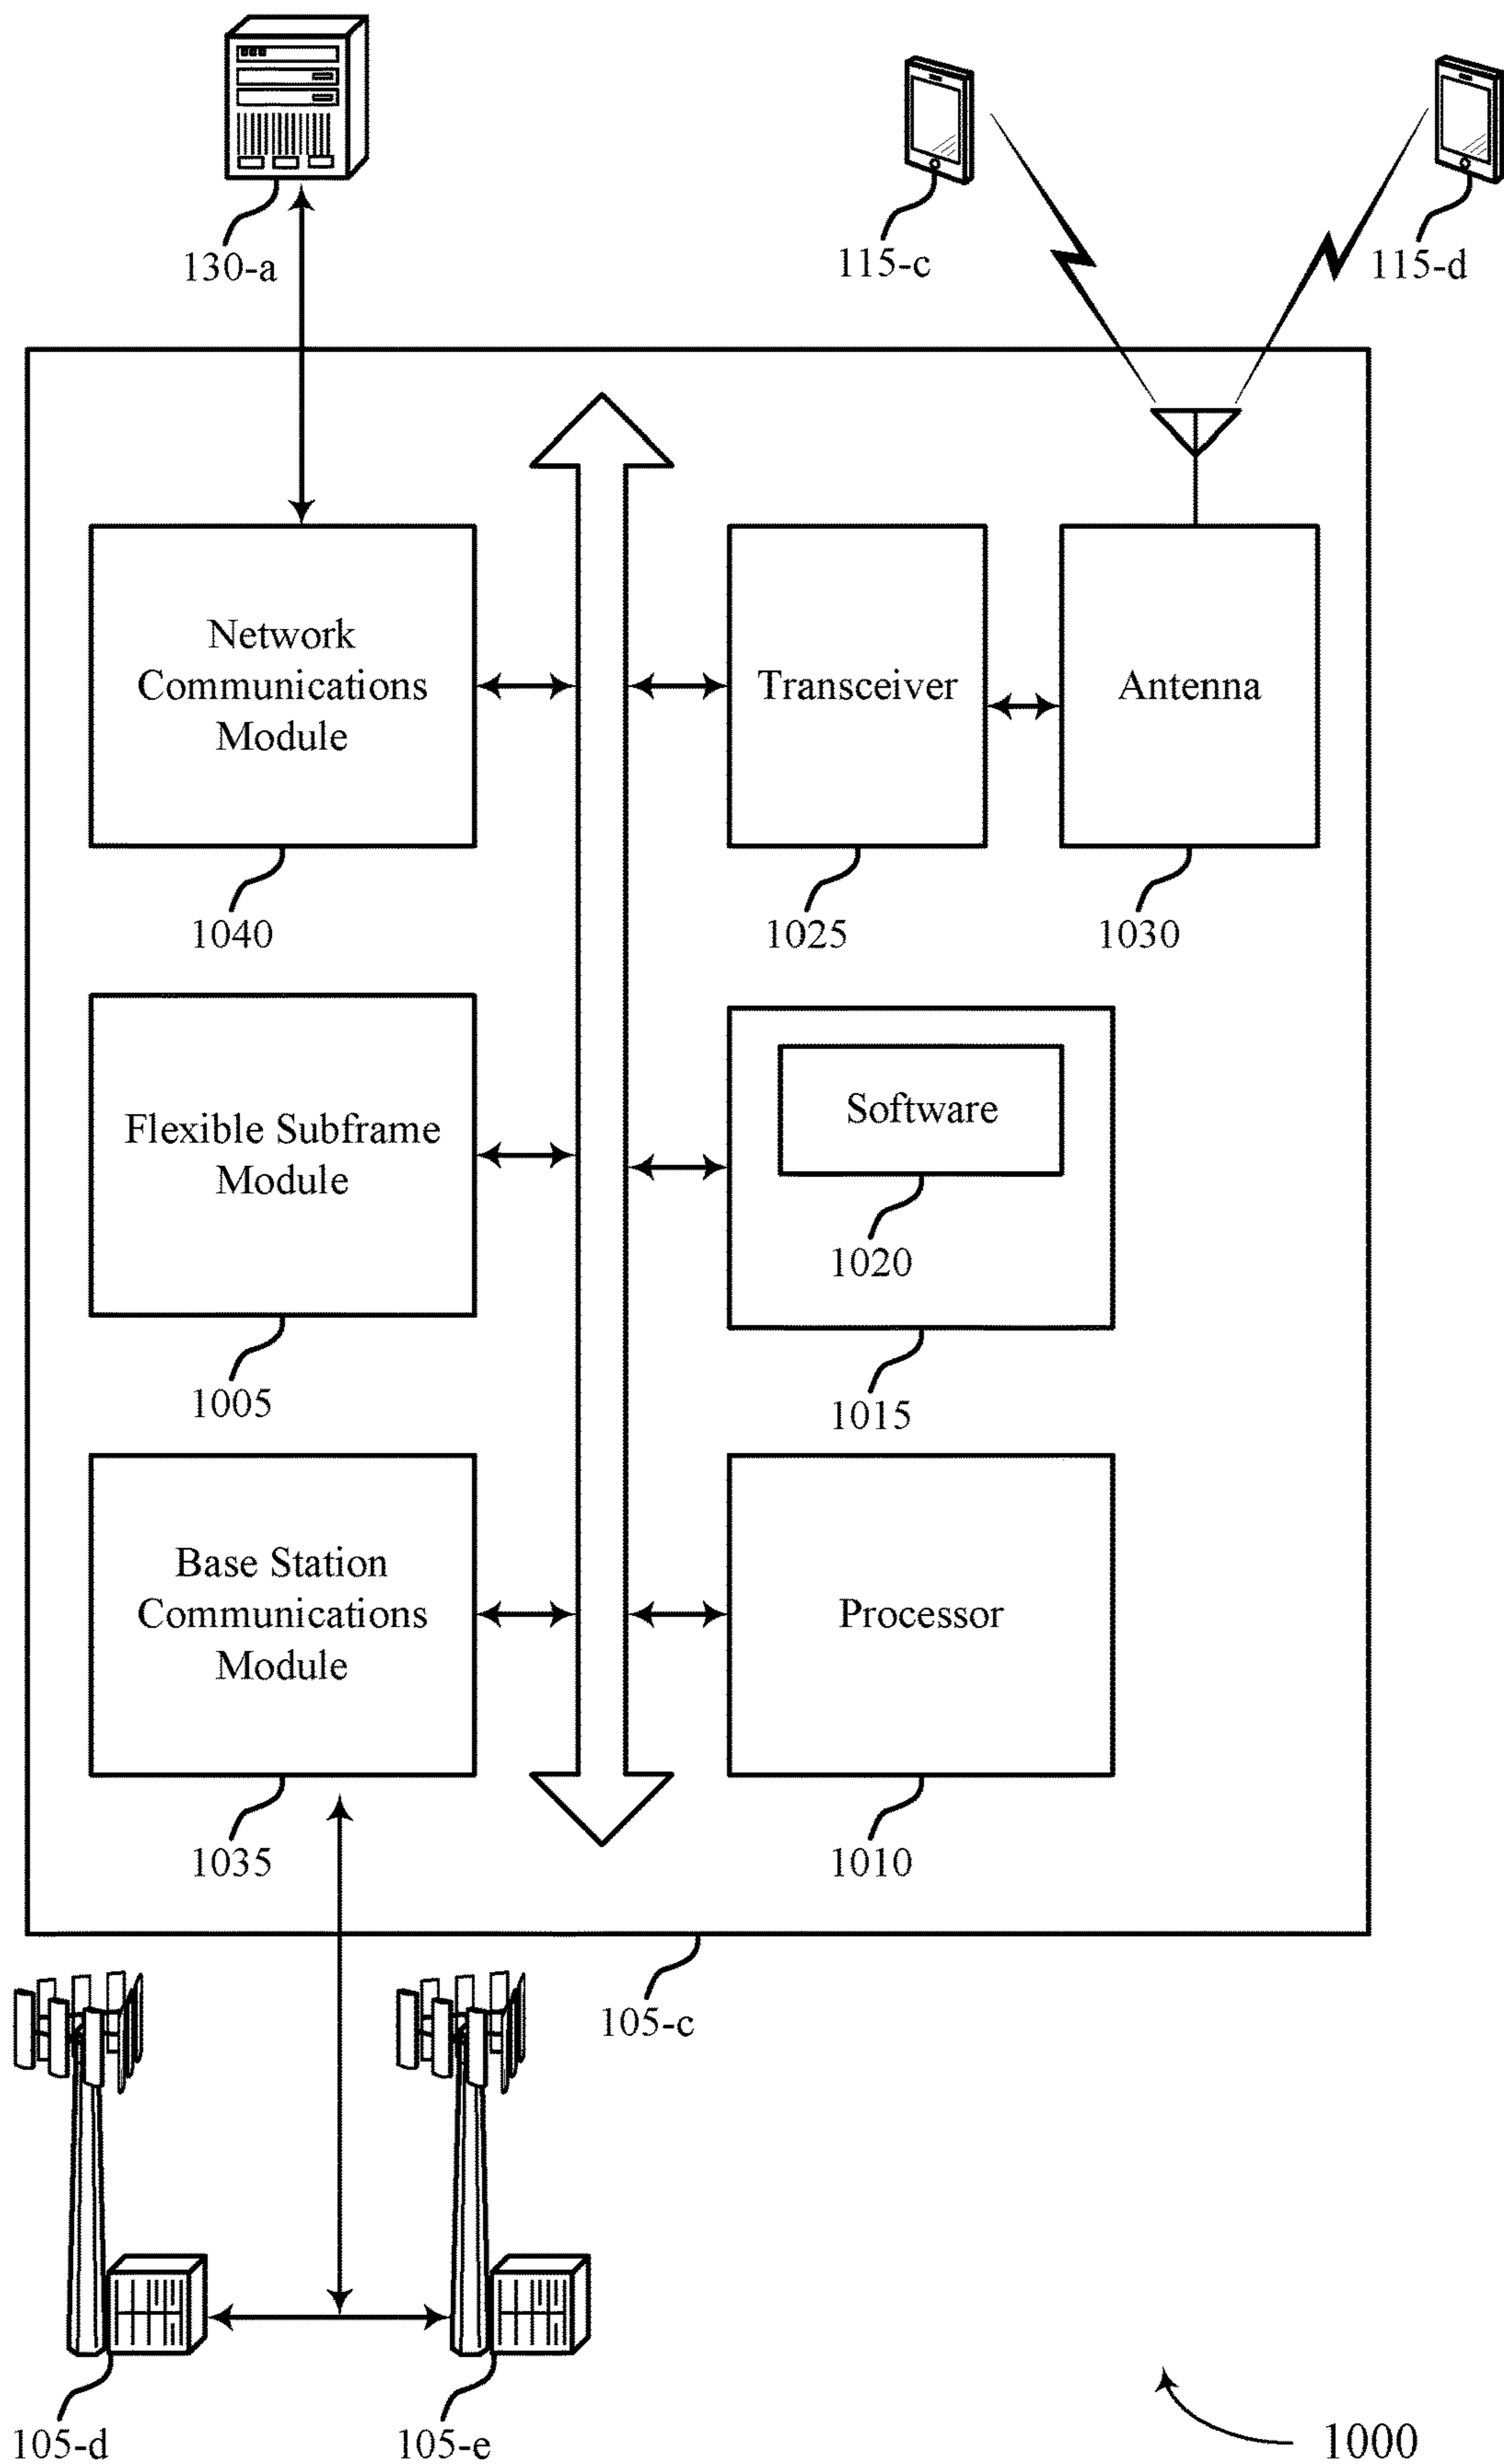 130-a
115-c
115-d
Network
Communications
Module
Transceiver
Antenna
1040
1025
1030
Flexible Subframe
Module
Software
1020
1005
1015
Base Station
Communications
Module
Processor
1035
1010
105-c
105-d
105-e
1000